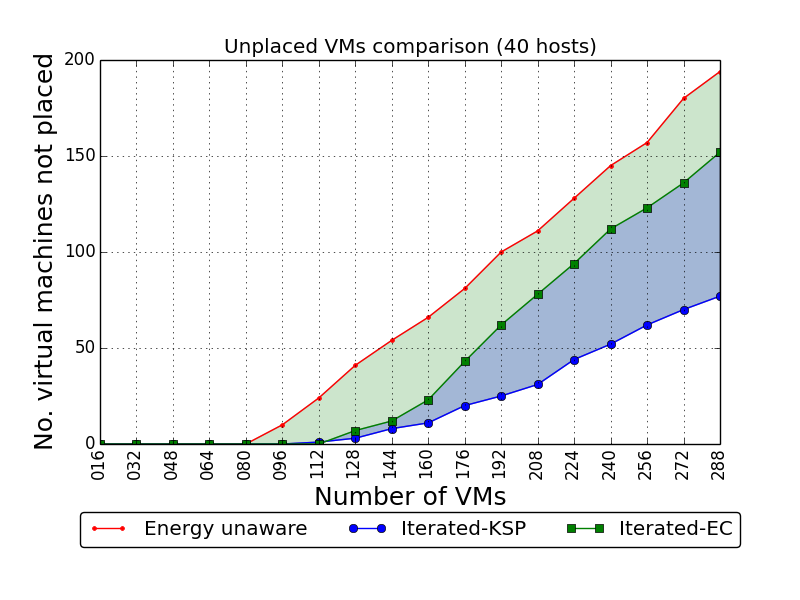 Unplaced VMs comparison (40 hosts)
No. virtual machines not placed
200
150
100
50
0
016 032 048 064 080 096 112 128 144 160 176 192 208 224 240 256 272 288
Number of VMs
Energy unaware Iterated-KSP Iterated-EC